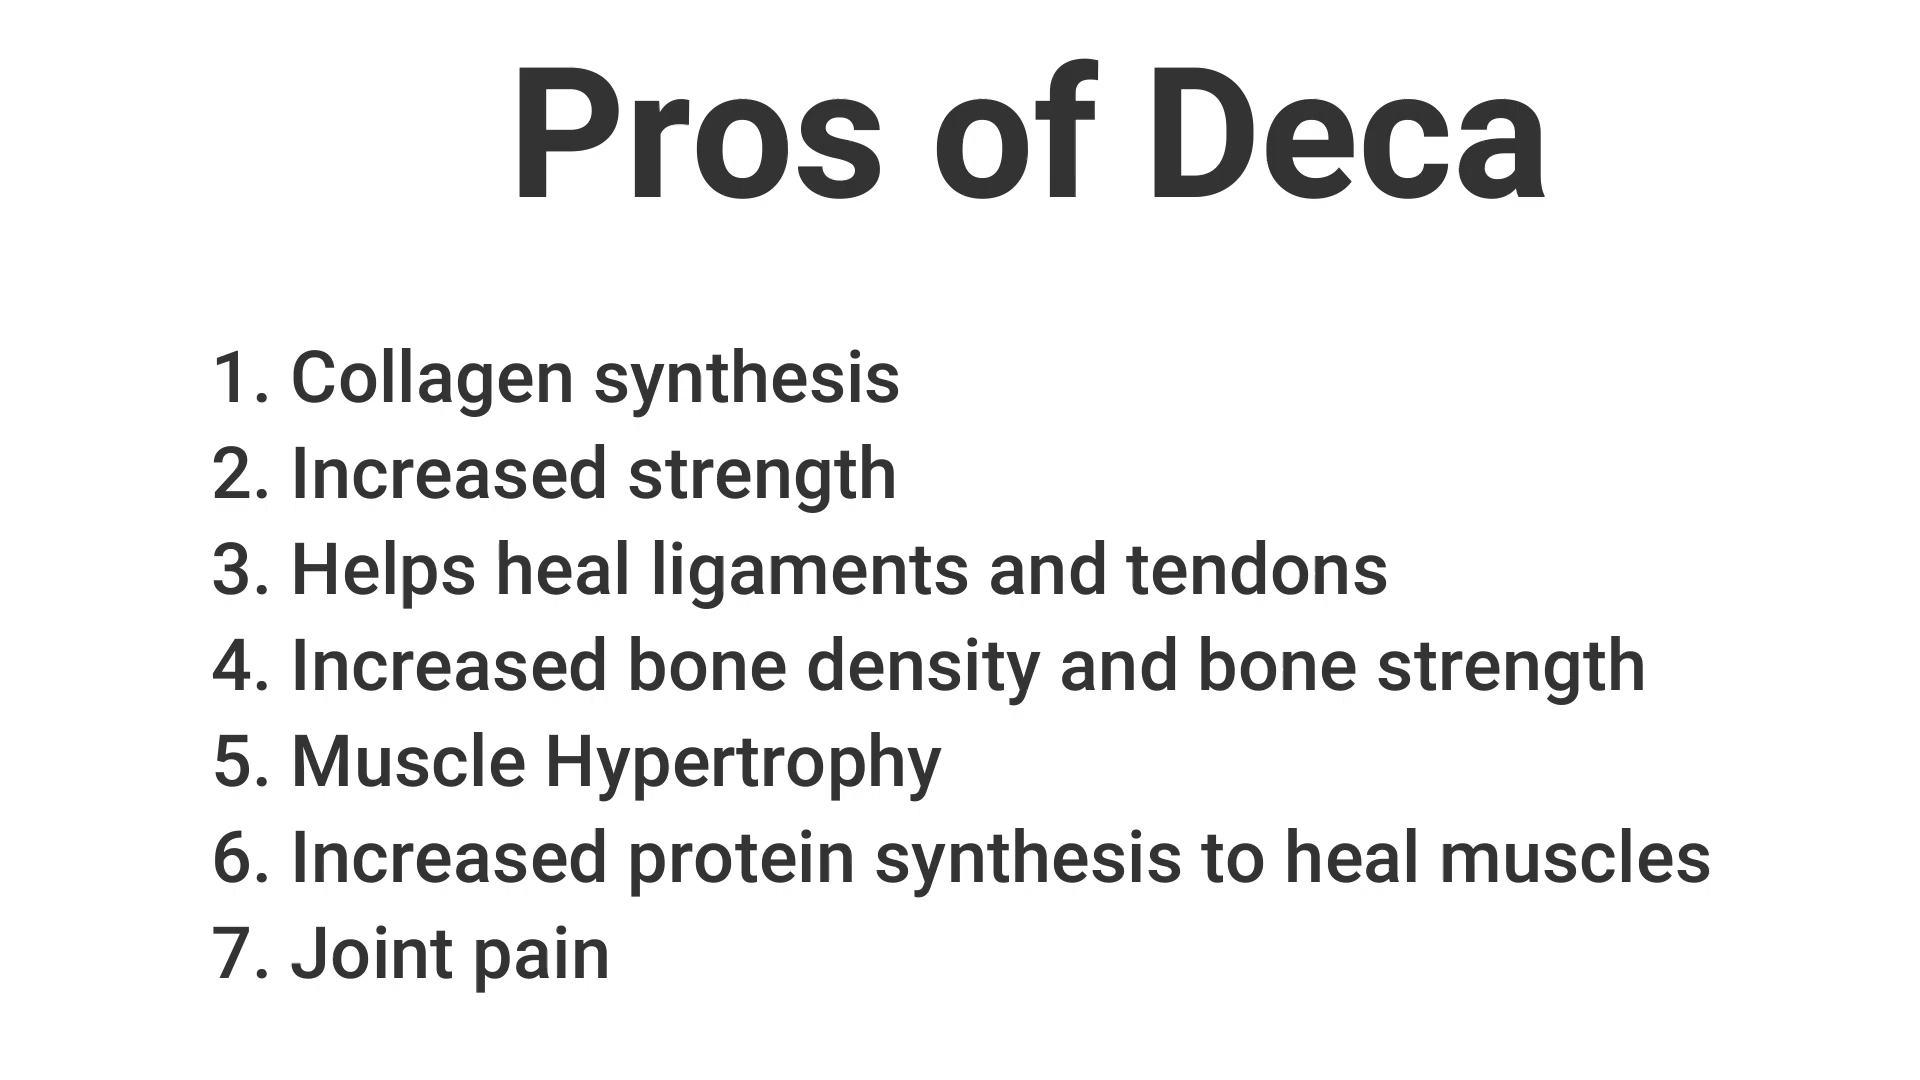 Pros of Deca
1. Collagen synthesis
2. Increased strength
3. Helps heal ligaments and tendons
4. Increased bone density and bone strength
5. Muscle Hypertrophy
6. Increased protein synthesis to heal muscles
7. Joint pain